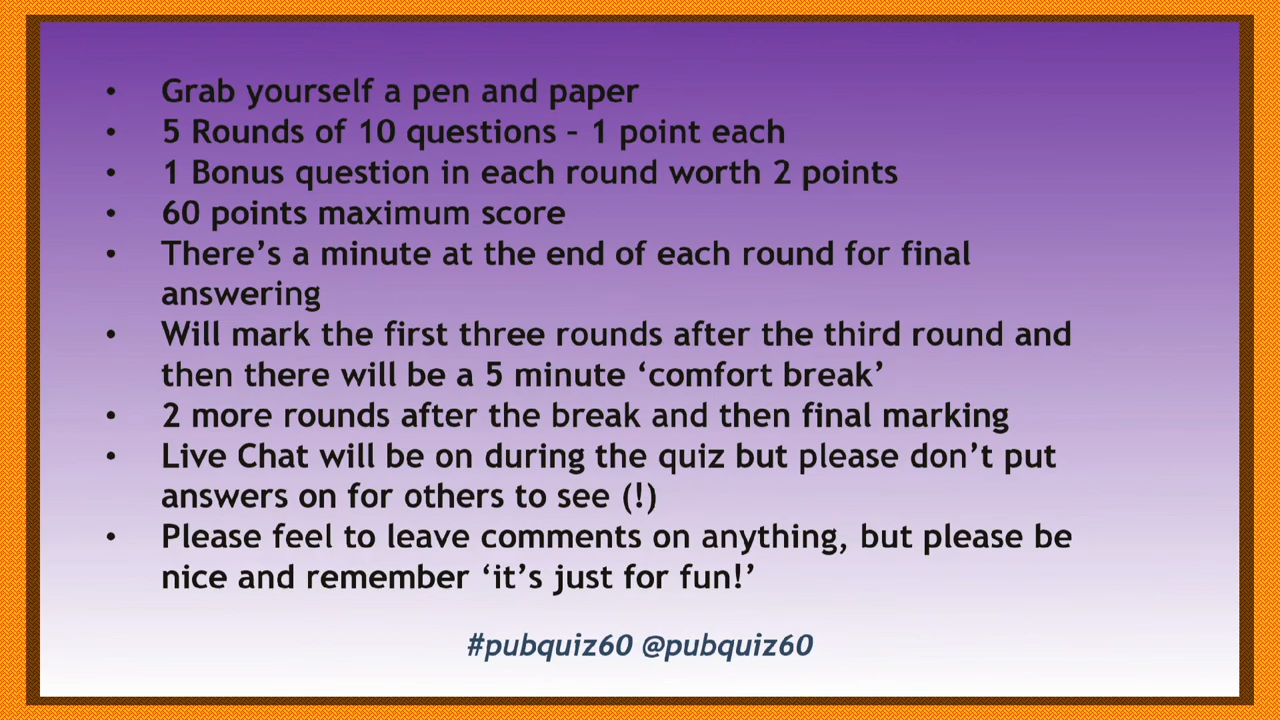 • Grab yourself a pen and paper
• 5 Rounds of 10 questions – 1 point each
• 1 Bonus question in each round worth 2 points
• 60 points maximum score
• There’s a minute at the end of each round for final
answering
• Will mark the first three rounds after the third round and
then there will be a 5 minute ‘comfort break’
• 2 more rounds after the break and then final marking
• Live Chat will be on during the quiz but please don’t put
answers on for others to see (!)
• Please feel to leave comments on anything, but please be
nice and remember ‘it’s just for fun!’
#pubquiz60 @pubquiz60